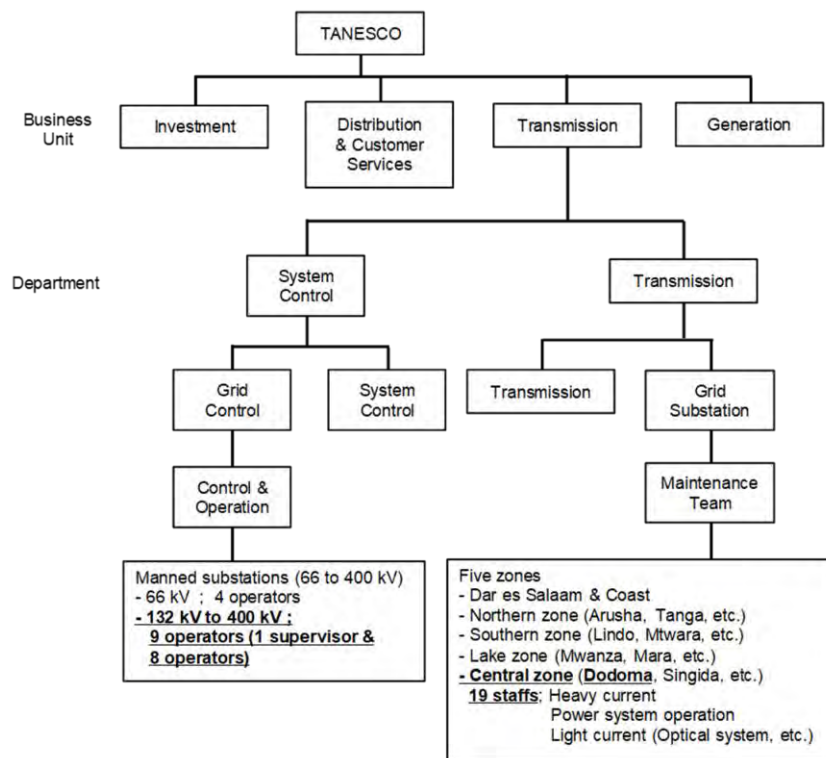 TANESCO
Business
Unit
Investment
Distribution
& Customer
Services
Transmission
Generation
Department
System
Control
Transmission
Grid
Control
System
Control
Transmission
Grid
Substation
Control &
Operation
Maintenance
Team
Manned substations (66 to 400 kV)
- 66 kV ; 4 operators
- 132 kV to 400 kV ;
9 operators (1 supervisor &
8 operators)
Five zones
- Dar es Salaam & Coast
- Northern zone (Arusha, Tanga, etc.)
- Southern zone (Lindo, Mtwara, etc.)
- Lake zone (Mwanza, Mara, etc.)
- Central zone (Dodoma, Singida, etc.)
19 staffs; Heavy current
Power system operation
Light current (Optical system, etc.)